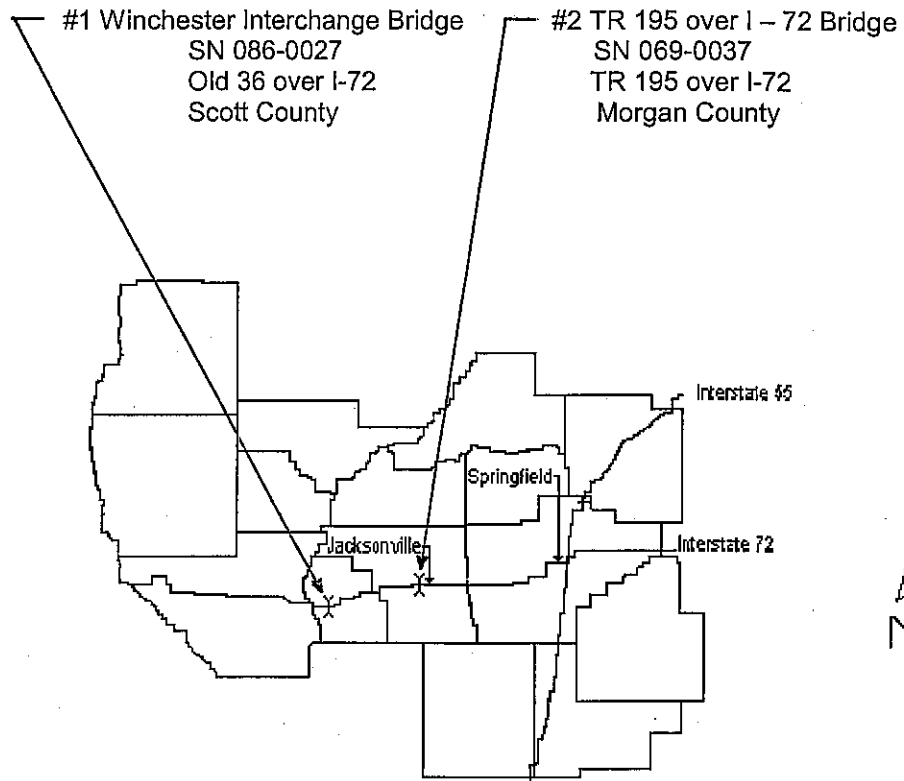 #1 Winchester Interchange Bridge
SN 086-0027
Old 36 over I-72
Scott County
#2 TR 195 over I – 72 Bridge
SN 069-0037
TR 195 over I-72
Morgan County
Interstate 55
Springfield
Jacksonville
Interstate 72
N